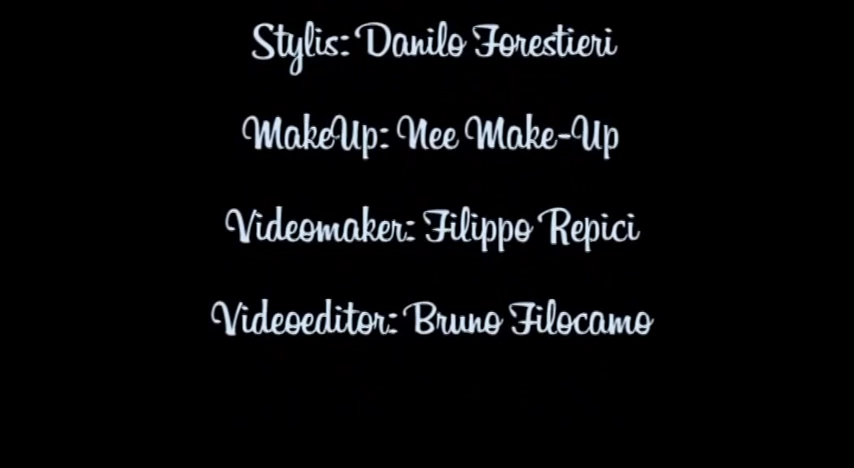 Stylis: Danilo Forestieri
MakeUp: Nee Make-Up
Videomaker: Filippo Repici
Videoeditor: Bruno Filocamo